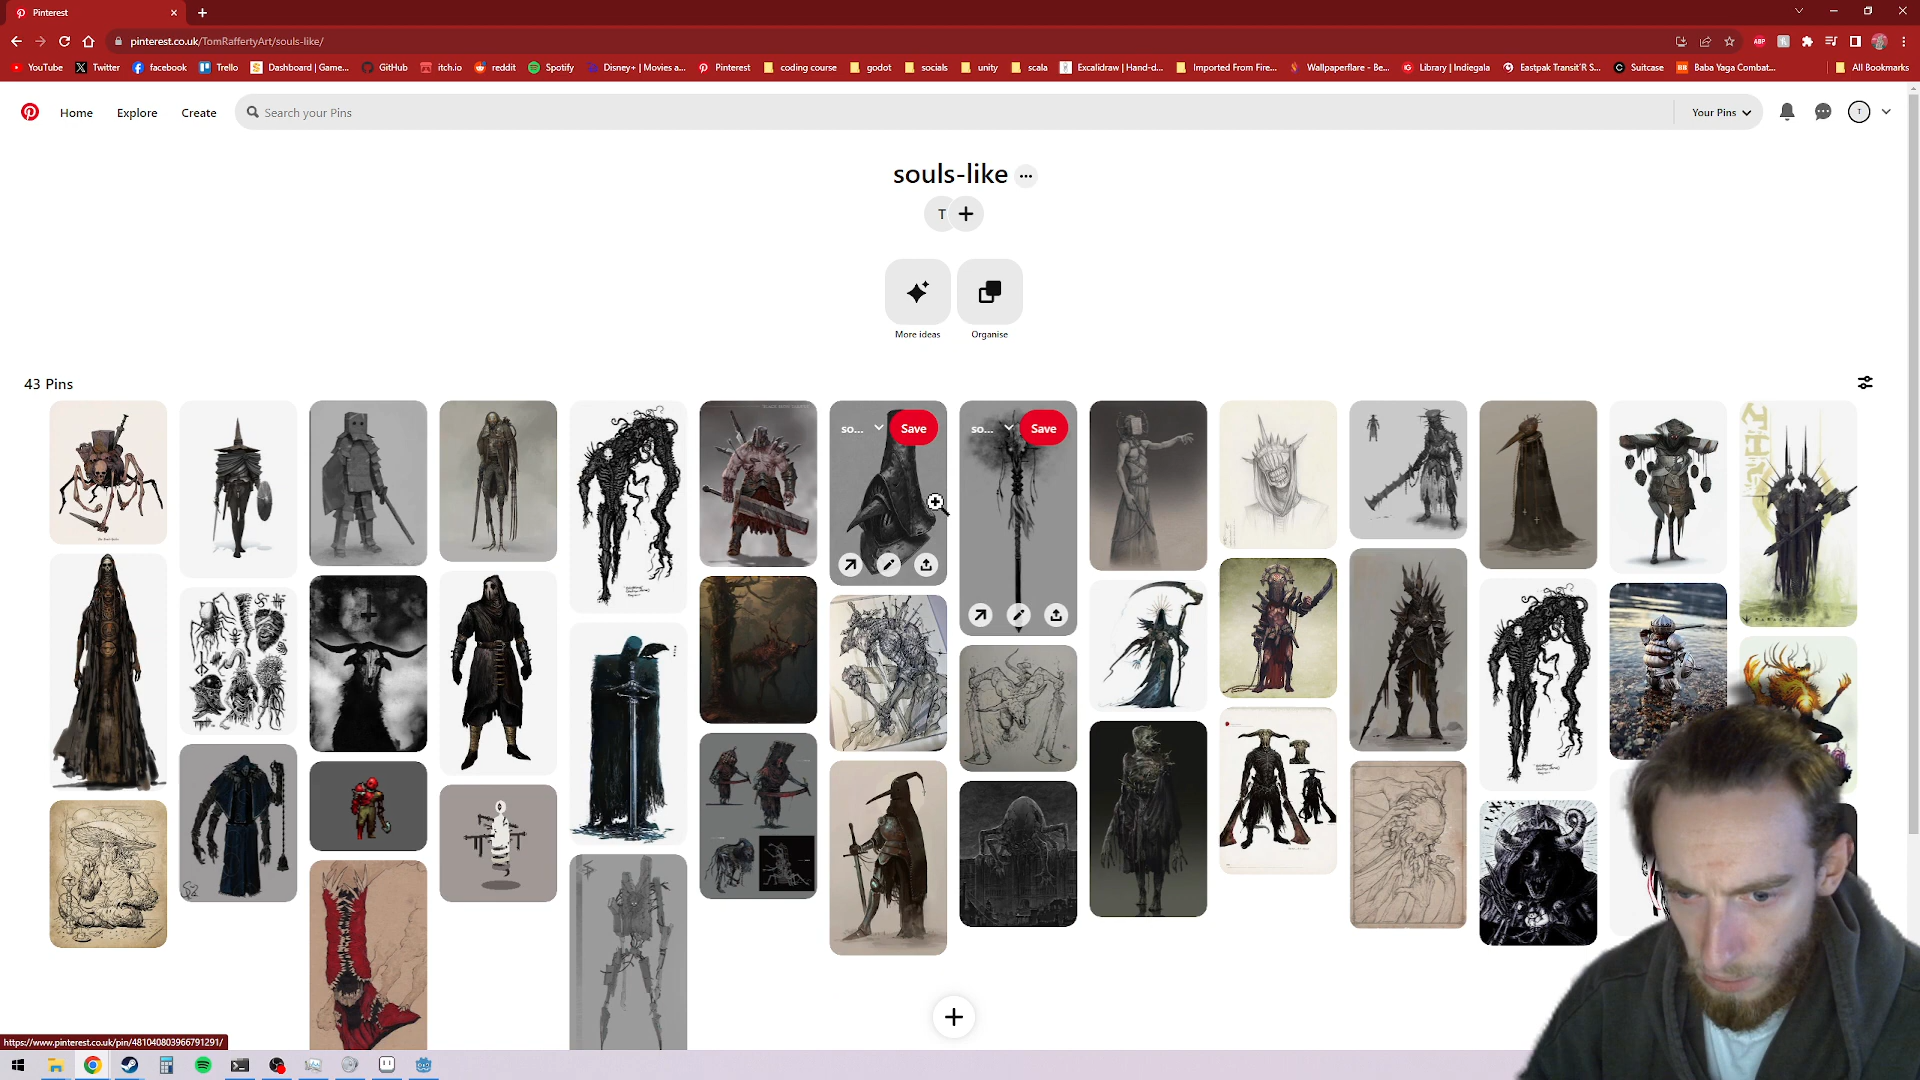 Pinterest
pinterest.co.uk/TomRaffertyArt/souls-like/
YouTube Twitter facebook Trello Dashboard | Game... GitHub itch.io reddit Spotify Disney+ | Movies a... Pinterest coding course godot socials unity scala Excalidraw | Hand-d... Imported From Fire... Wallpaperflare - Be... Library | Indiegala Eastpak Transit'R S... Suitcase Baba Yaga Combat... All Bookmarks
Home Explore Create Search your Pins Your Pins T
souls-like
T
More ideas Organise
43 Pins
so... Save so... Save
https://www.pinterest.co.uk/pin/481040803966791291/